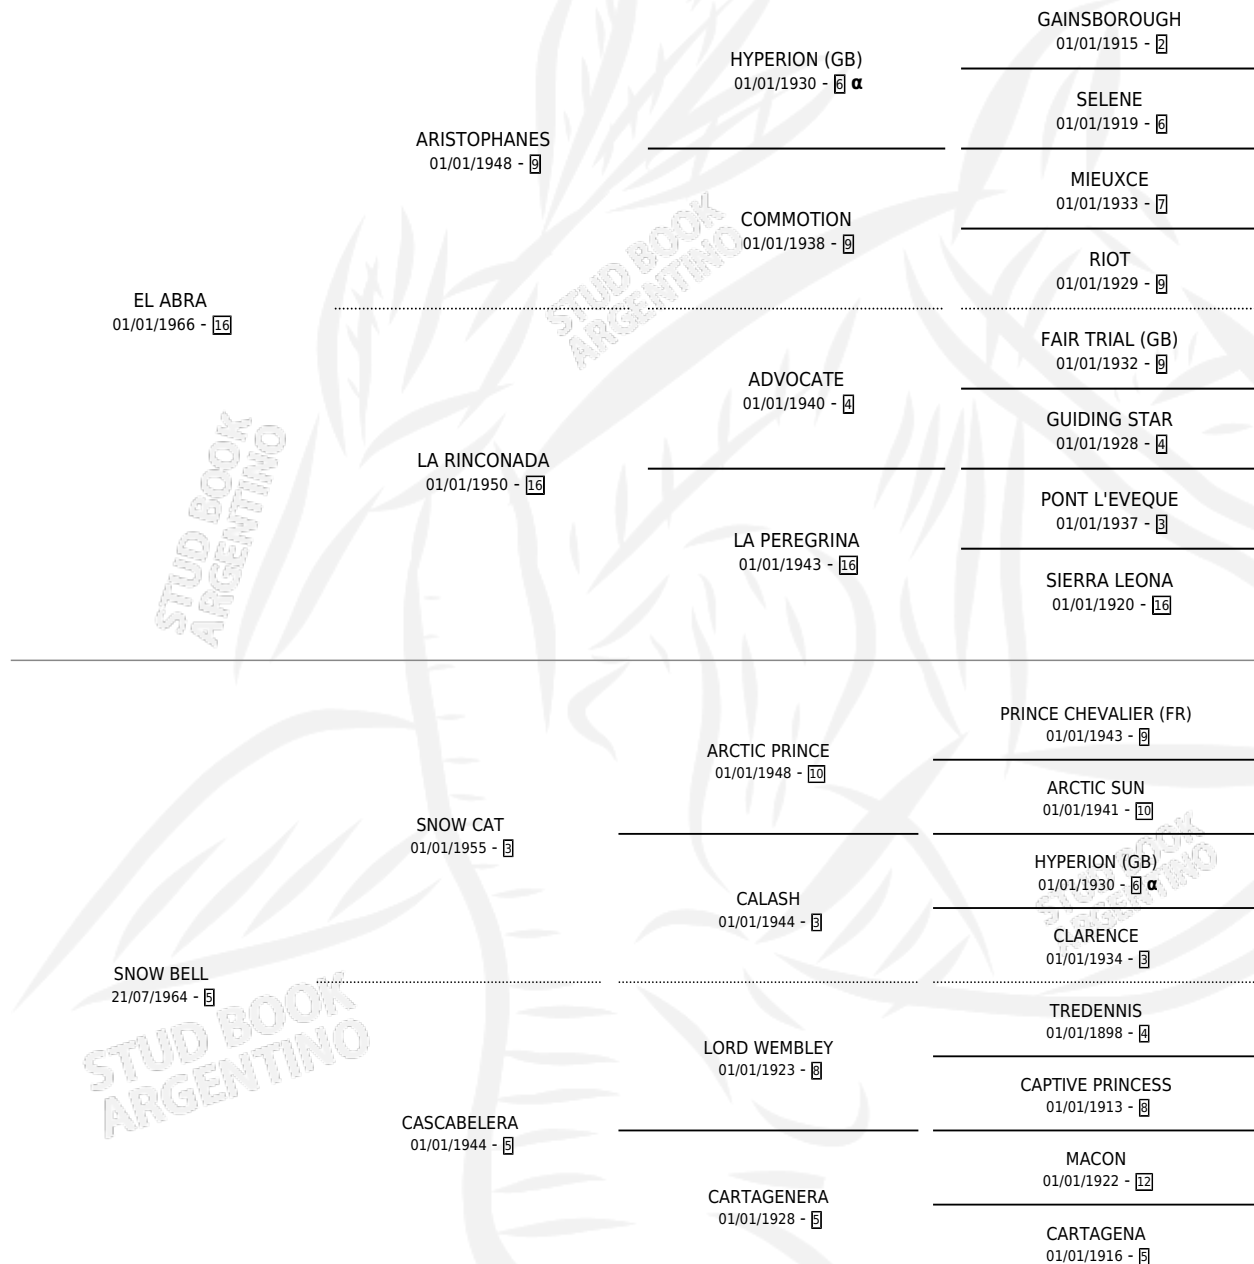 GAINSBOROUGH
01/01/1915 - 2
HYPERION (GB)
01/01/1930 - 6 α
SELENE
01/01/1919 - 6
ARISTOPHANES
01/01/1948 - 9
MIEUXCE
01/01/1933 - 7
COMMOTION
01/01/1938 - 9
RIOT
01/01/1929 - 9
EL ABRA
01/01/1966 - 16
FAIR TRIAL (GB)
01/01/1932 - 9
ADVOCATE
01/01/1940 - 4
GUIDING STAR
01/01/1928 - 4
LA RINCONADA
01/01/1950 - 16
PONT L'EVEQUE
01/01/1937 - 3
LA PEREGRINA
01/01/1943 - 16
SIERRA LEONA
01/01/1920 - 16
PRINCE CHEVALIER (FR)
01/01/1943 - 9
ARCTIC PRINCE
01/01/1948 - 10
ARCTIC SUN
01/01/1941 - 10
SNOW CAT
01/01/1955 - 3
HYPERION (GB)
01/01/1930 - 6 α
CALASH
01/01/1944 - 3
CLARENCE
01/01/1934 - 3
SNOW BELL
21/07/1964 - 5
TREDENNIS
01/01/1898 - 4
LORD WEMBLEY
01/01/1923 - 8
CAPTIVE PRINCESS
01/01/1913 - 8
CASCABELERA
01/01/1944 - 5
MACON
01/01/1922 - 12
CARTAGENERA
01/01/1928 - 5
CARTAGENA
01/01/1916 - 5
STUD BOOK
ARGENTINO
STUD BOOK
ARGENTINO
STUD BOOK
ARGENTINO
STUD BOOK
ARGENTINO